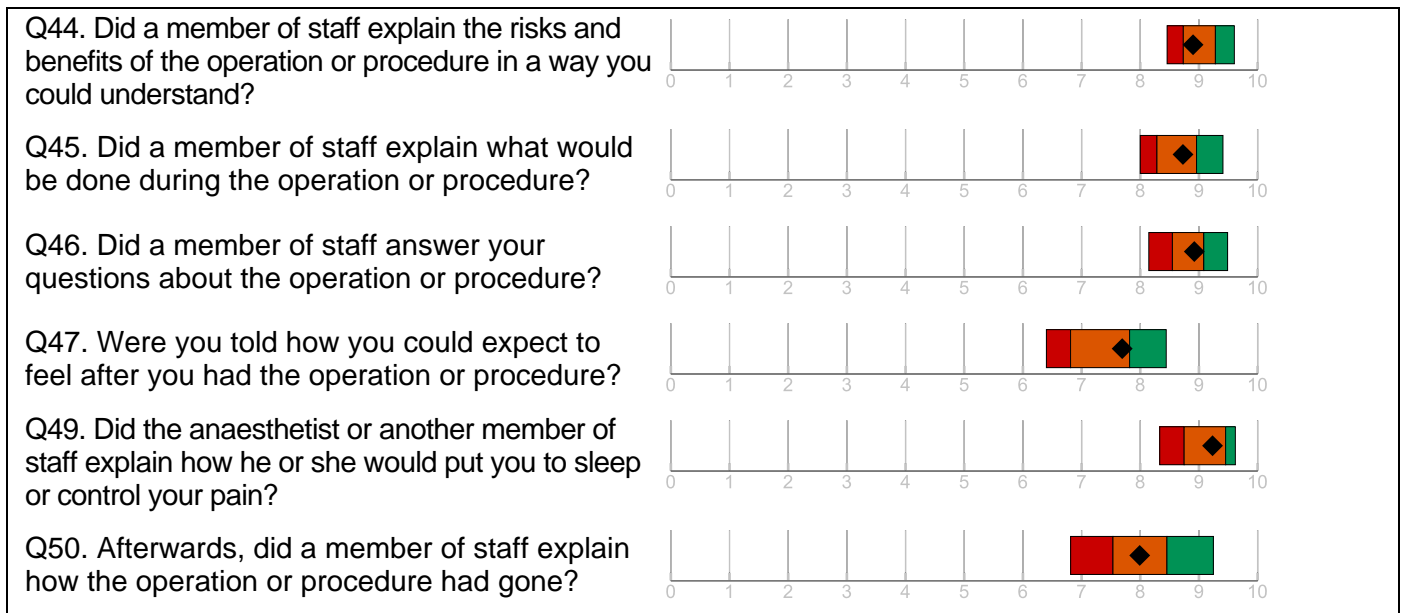 Q44. Did a member of staff explain the risks and
benefits of the operation or procedure in a way you
could understand?
0 1 2 3 4 5 6 7 8 9 10
Q45. Did a member of staff explain what would
be done during the operation or procedure?
0 1 2 3 4 5 6 7 8 9 10
Q46. Did a member of staff answer your
questions about the operation or procedure?
0 1 2 3 4 5 6 7 8 9 10
Q47. Were you told how you could expect to
feel after you had the operation or procedure?
0 1 2 3 4 5 6 7 8 9 10
Q49. Did the anaesthetist or another member of
staff explain how he or she would put you to sleep
or control your pain?
0 1 2 3 4 5 6 7 8 9 10
Q50. Afterwards, did a member of staff explain
how the operation or procedure had gone?
0 1 2 3 4 5 6 7 8 9 10